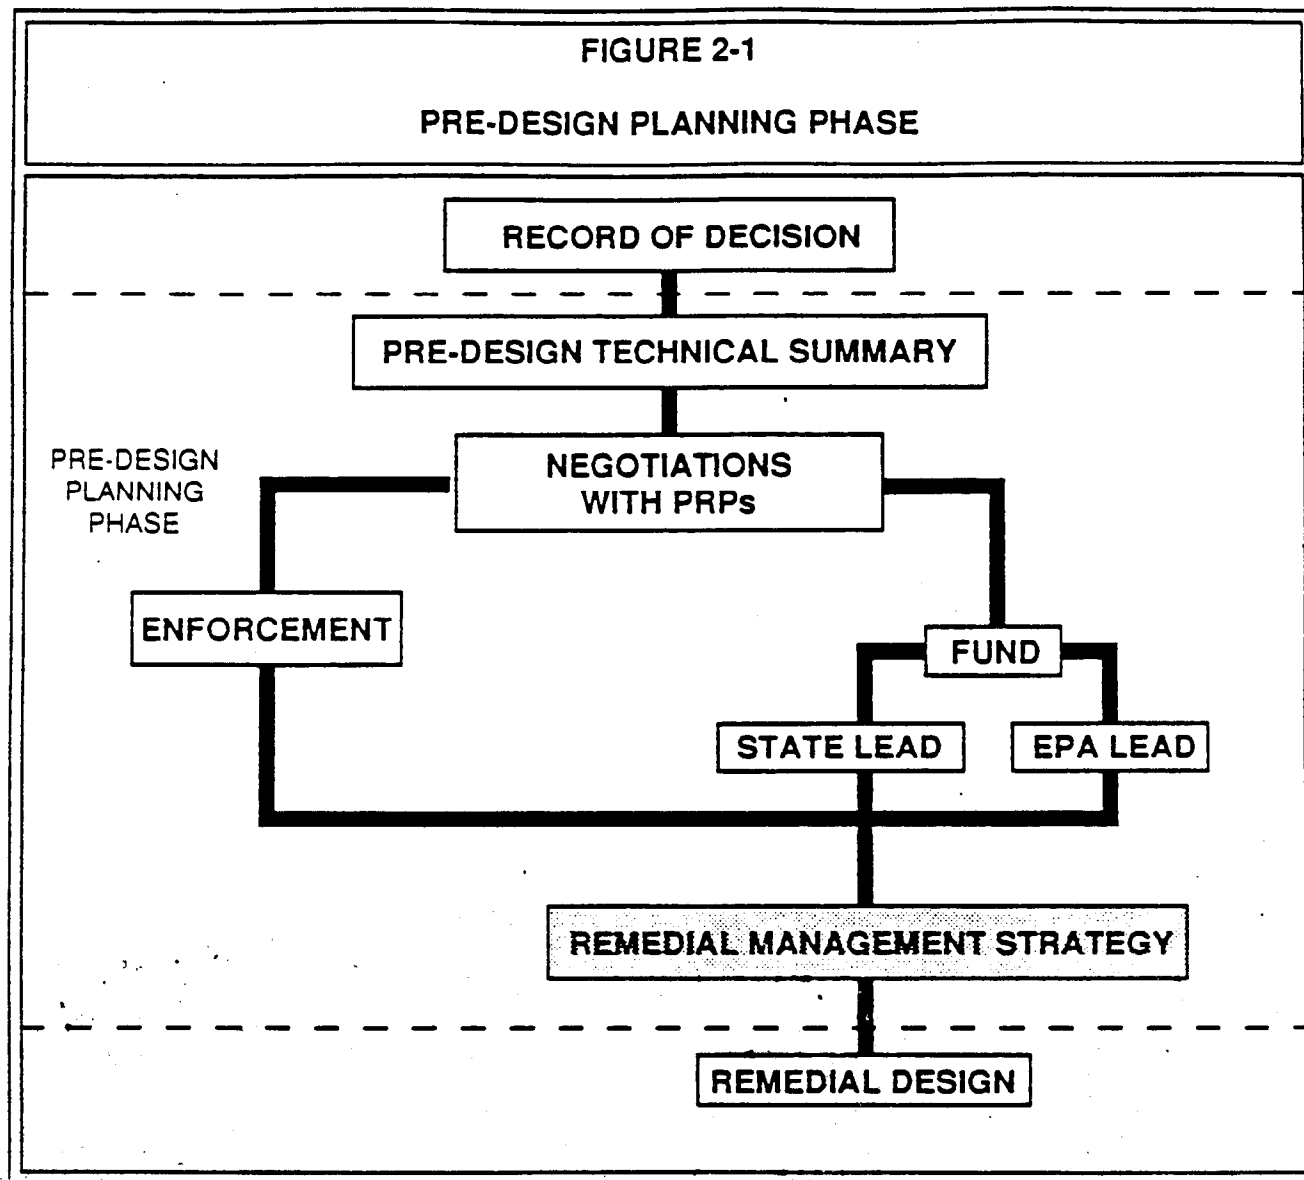 FIGURE 2-1
PRE-DESIGN PLANNING PHASE
RECORD OF DECISION
PRE-DESIGN TECHNICAL SUMMARY
NEGOTIATIONS
WITH PRPs
PRE-DESIGN
PLANNING
PHASE
ENFORCEMENT
FUND
STATE LEAD
EPA LEAD
REMEDIAL MANAGEMENT STRATEGY
REMEDIAL DESIGN